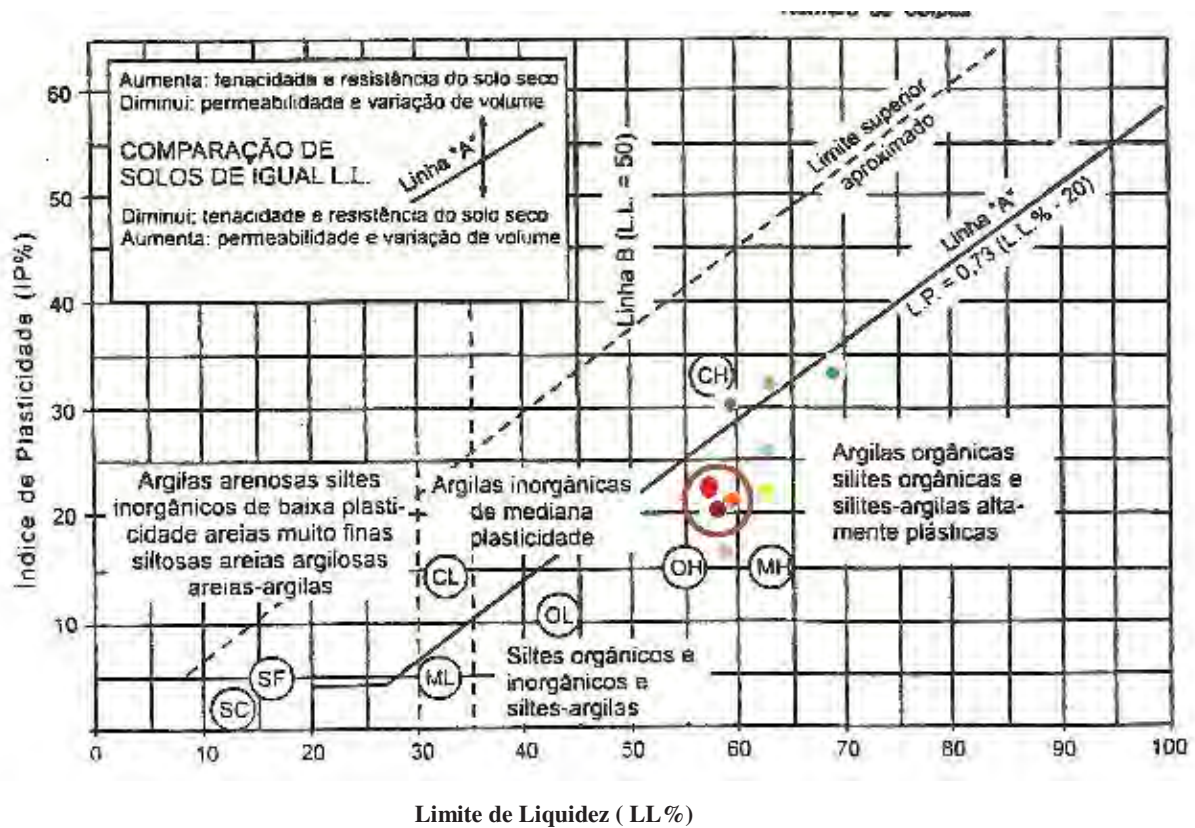 Aumenta: tenacidade e resistência do solo seco
Diminui: permeabilidade e variação de volume
COMPARAÇÃO DE
SOLOS DE IGUAL L.L.
Linha "A"
Diminui: tenacidade e resistência do solo seco
Aumenta: permeabilidade e variação de volume
Linha B (L.L. = 50)
Limite superior
aproximado
Linha "A"
L.P. = 0,73 (L.L.% - 20)
Indice de Plasticidade (IP%)
60
50
40
30
20
10
CH
Argilas arenosas siltes
inorgânicos de baixa plasti-
cidade areias muito finas
siltosas areias argilosas
areias-argilas
Argilas inorgânicas
de mediana
plasticidade
Argilas orgânicas
silites orgânicas e
silites-argilas alta-
mente plásticas
CL
OH
MH
OL
SF
ML
SC
Siltes orgânicos e
inorgânicos e
siltes-argilas
0 10 20 30 40 50 60 70 80 90 100
Limite de Liquidez ( LL%)